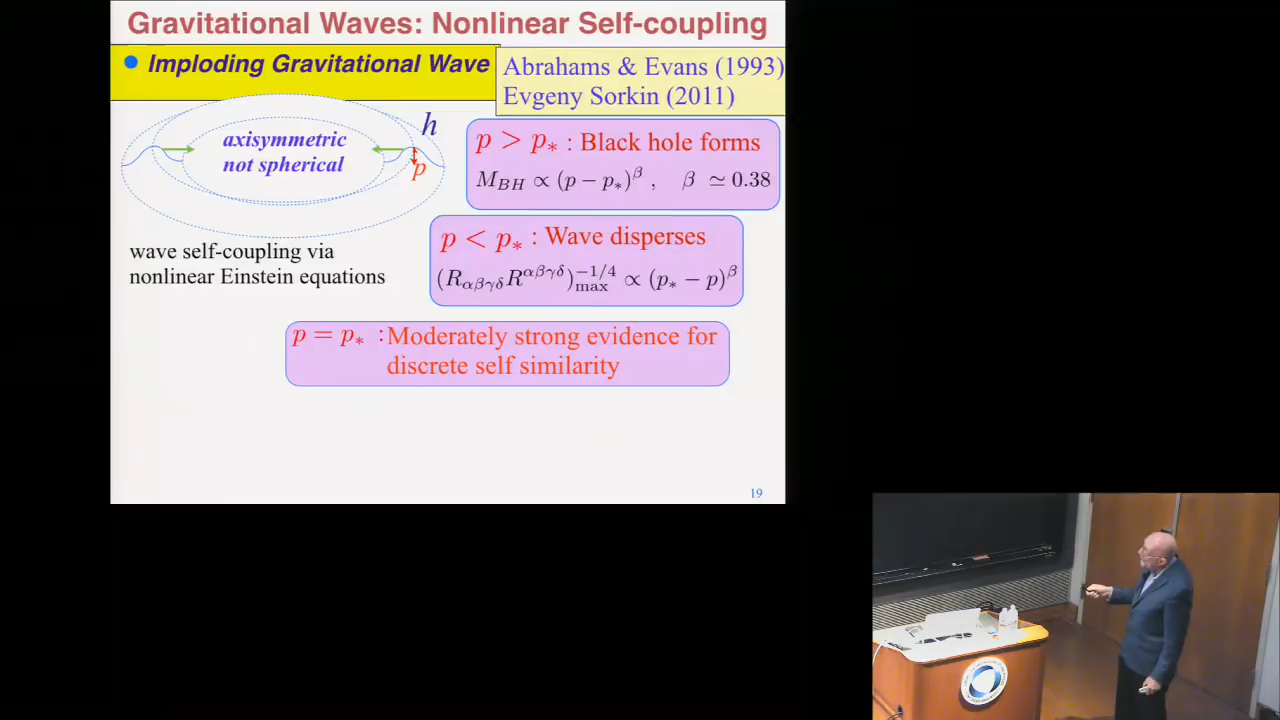 Gravitational Waves: Nonlinear Self-coupling
• Imploding Gravitational Wave
Abrahams & Evans (1993)
Evgeny Sorkin (2011)
h
axisymmetric
not spherical
p
p > p* : Black hole forms
M_BH ∝ (p − p*)^β , β ≃ 0.38
p < p* : Wave disperses
(R_αβγδ R^αβγδ)_max^−1/4 ∝ (p* − p)^β
wave self-coupling via
nonlinear Einstein equations
p = p* : Moderately strong evidence for
discrete self similarity
19